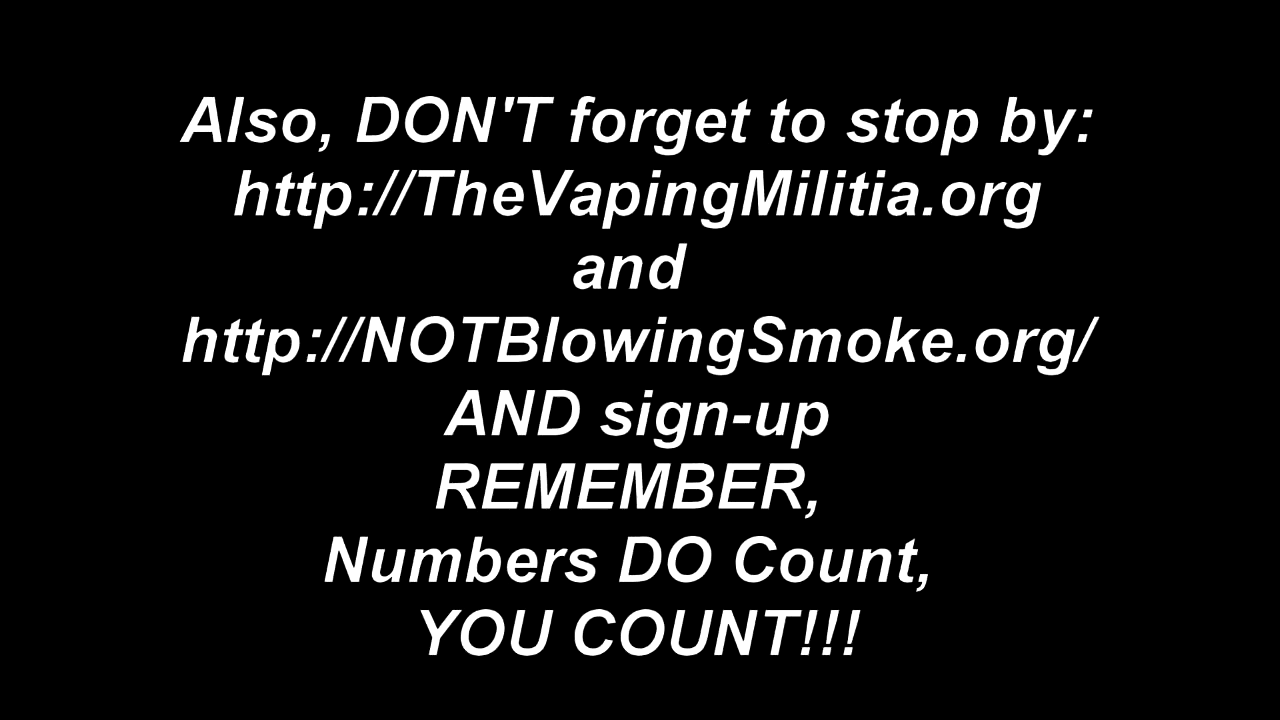 Also, DON'T forget to stop by:
http://TheVapingMilitia.org
and
http://NOTBlowingSmoke.org/
AND sign-up
REMEMBER,
Numbers DO Count,
YOU COUNT!!!